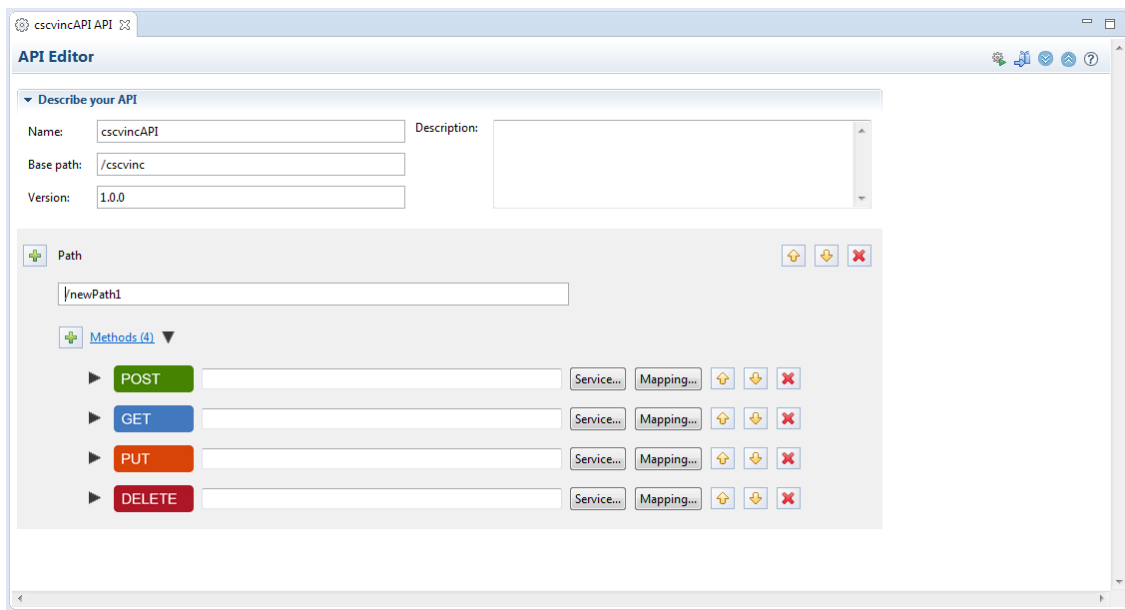 cscvincAPI API
API Editor
Describe your API
Name: cscvincAPI Description:
Base path: /cscvinc
Version: 1.0.0
Path
/newPath1
Methods (4)
POST Service... Mapping...
GET Service... Mapping...
PUT Service... Mapping...
DELETE Service... Mapping...